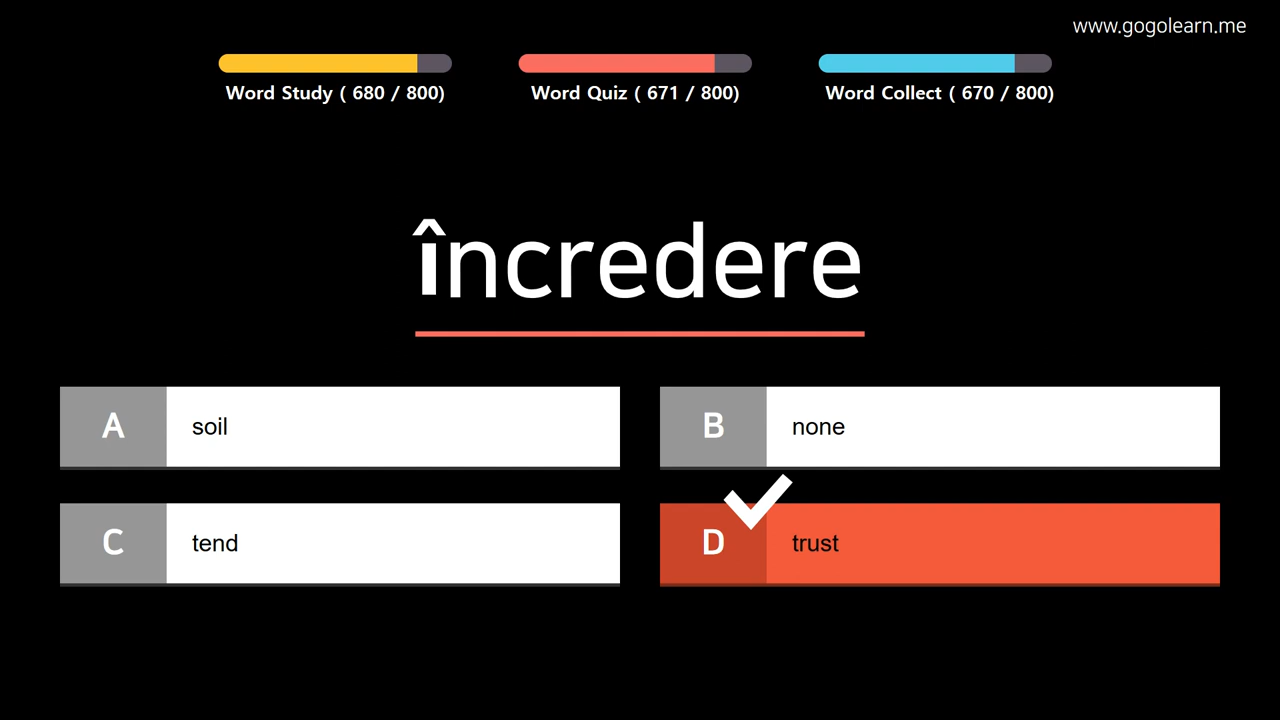 www.gogolearn.me
Word Study ( 680 / 800)
Word Quiz ( 671 / 800)
Word Collect ( 670 / 800)
încredere
A soil
B none
C tend
D trust